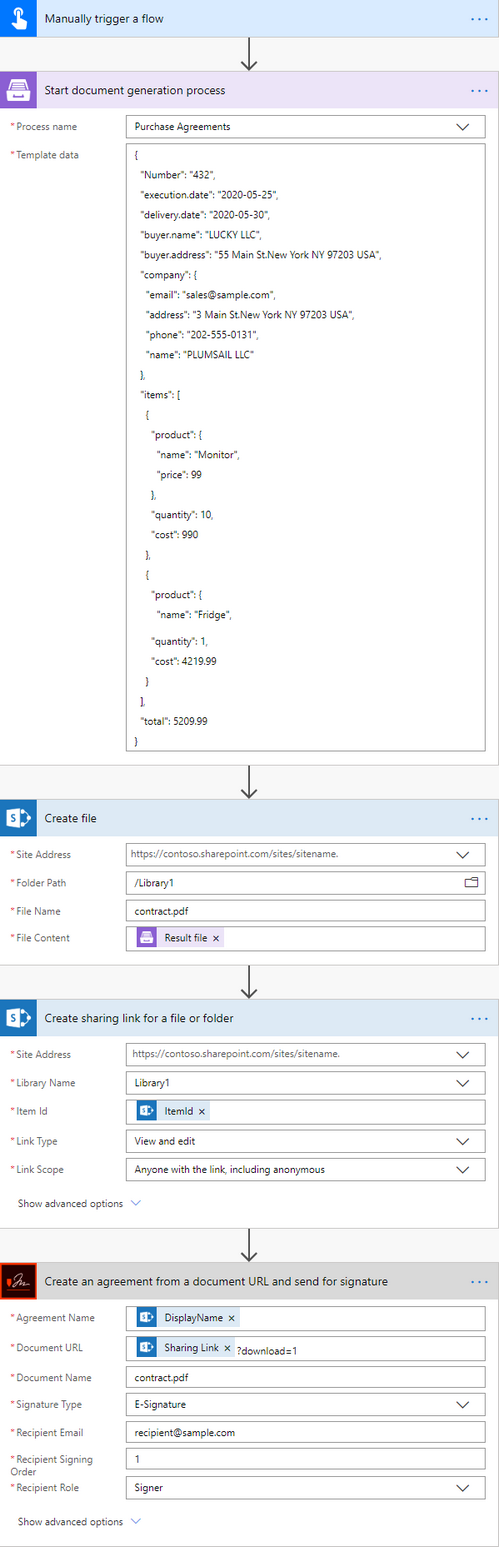 Manually trigger a flow
Start document generation process
* Process name Purchase Agreements
* Template data
{
"Number": "432",
"execution.date": "2020-05-25",
"delivery.date": "2020-05-30",
"buyer.name": "LUCKY LLC",
"buyer.address": "55 Main St.New York NY 97203 USA",
"company": {
"email": "sales@sample.com",
"address": "3 Main St.New York NY 97203 USA",
"phone": "202-555-0131",
"name": "PLUMSAIL LLC"
},
"items": [
{
"product": {
"name": "Monitor",
"price": 99
},
"quantity": 10,
"cost": 990
},
{
"product": {
"name": "Fridge",
"quantity": 1,
"cost": 4219.99
}
],
"total": 5209.99
}
Create file
* Site Address https://contoso.sharepoint.com/sites/sitename.
* Folder Path /Library1
* File Name contract.pdf
* File Content Result file ×
Create sharing link for a file or folder
* Site Address https://contoso.sharepoint.com/sites/sitename.
* Library Name Library1
* Item Id ItemId ×
* Link Type View and edit
* Link Scope Anyone with the link, including anonymous
Show advanced options
Create an agreement from a document URL and send for signature
* Agreement Name DisplayName ×
* Document URL Sharing Link × ?download=1
* Document Name contract.pdf
* Signature Type E-Signature
* Recipient Email recipient@sample.com
* Recipient Signing Order 1
* Recipient Role Signer
Show advanced options